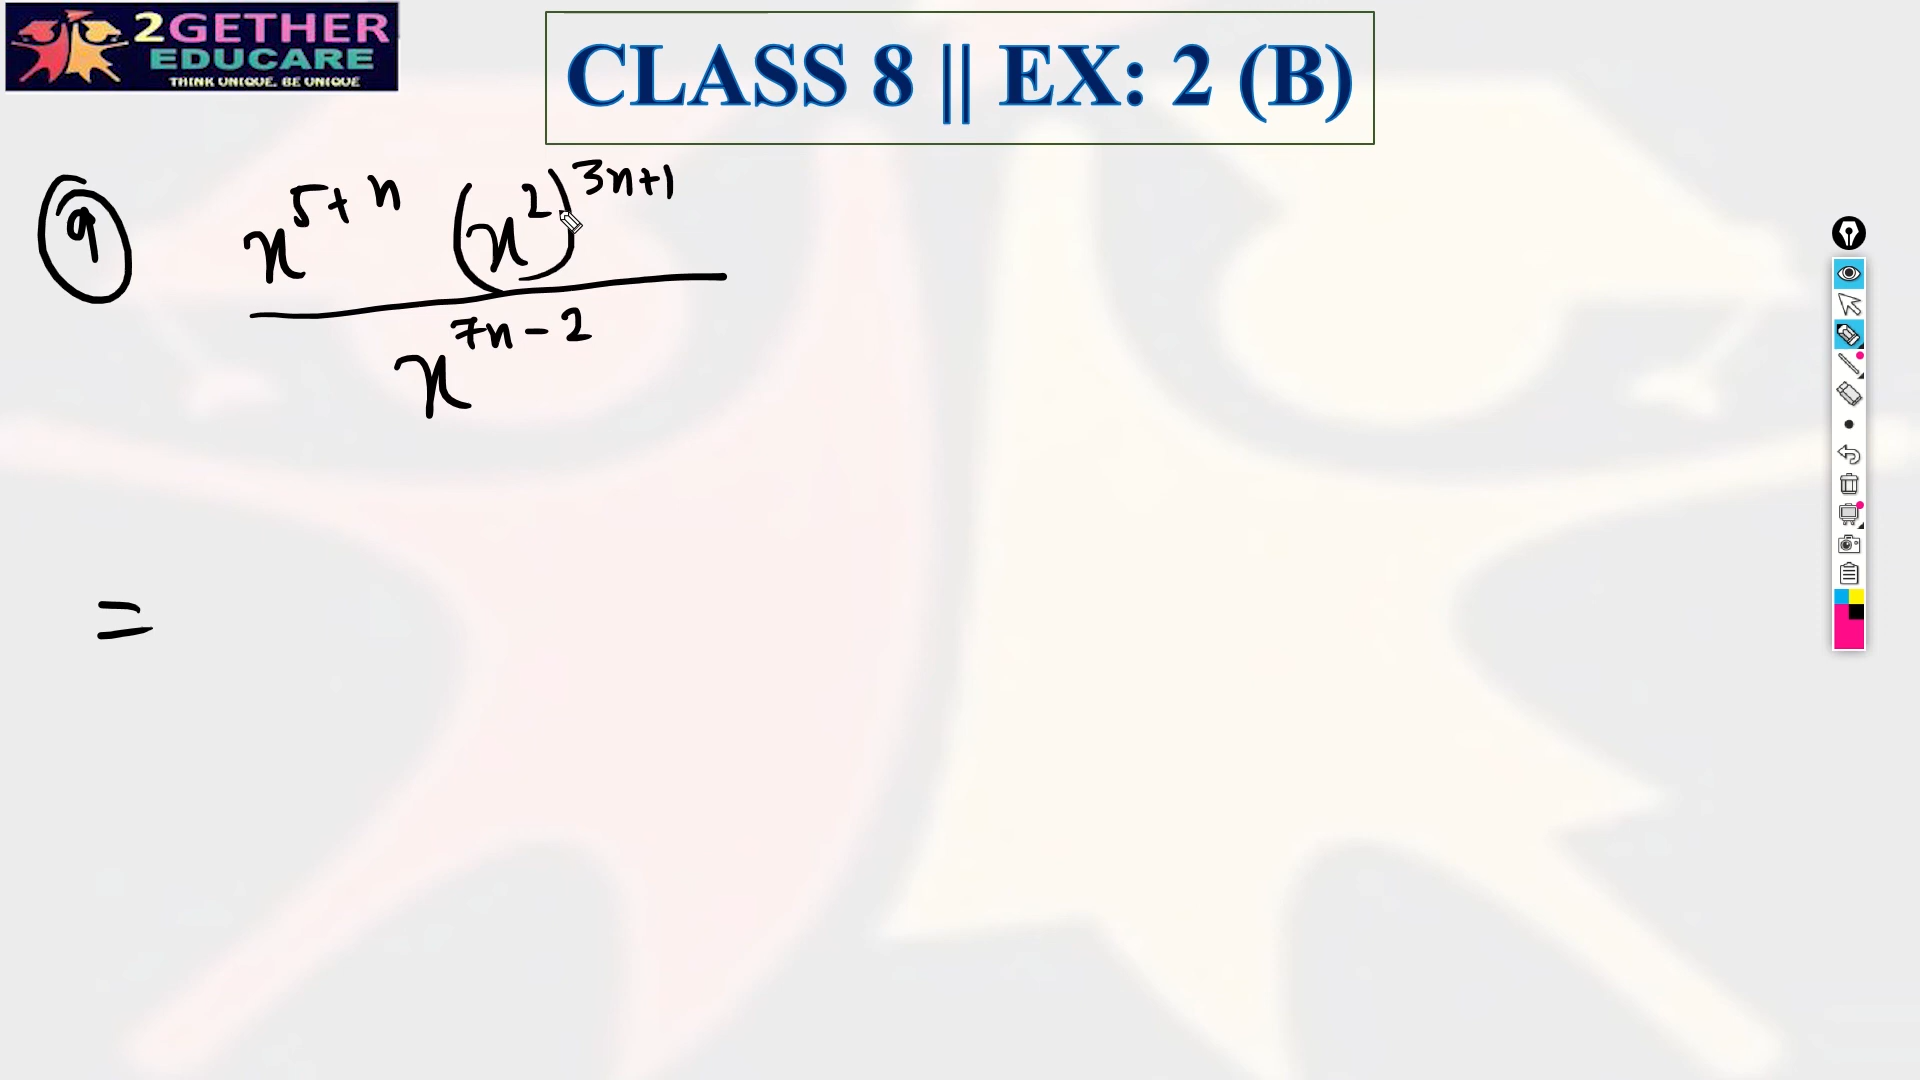 2GETHER
EDUCARE
THINK UNIQUE. BE UNIQUE
CLASS 8 || EX: 2 (B)
9 x^{5+n} (x^2)^{3n+1}
x^{7n-2}
=